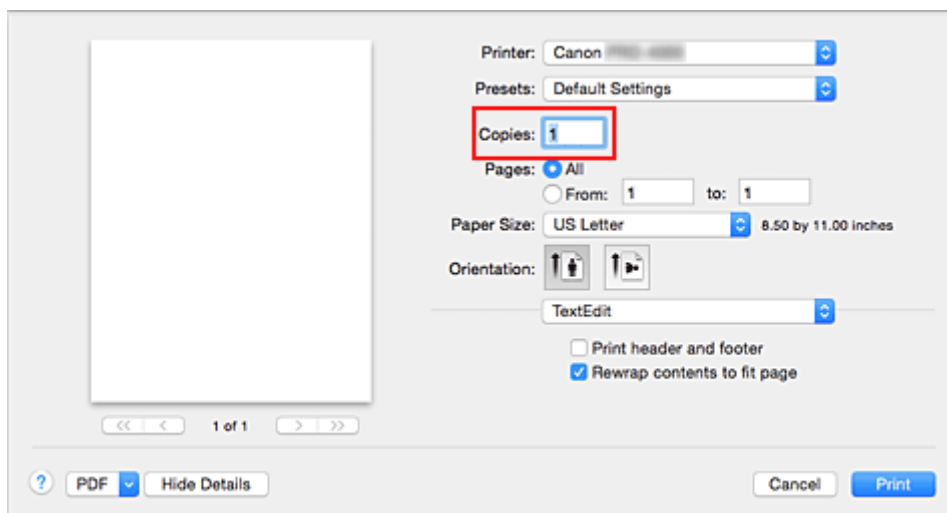 Printer: Canon
Presets: Default Settings
Copies: 1
Pages: All
From: 1 to: 1
Paper Size: US Letter 8.50 by 11.00 inches
Orientation:
TextEdit
Print header and footer
Rewrap contents to fit page
<< < 1 of 1 > >>
? PDF Hide Details Cancel Print